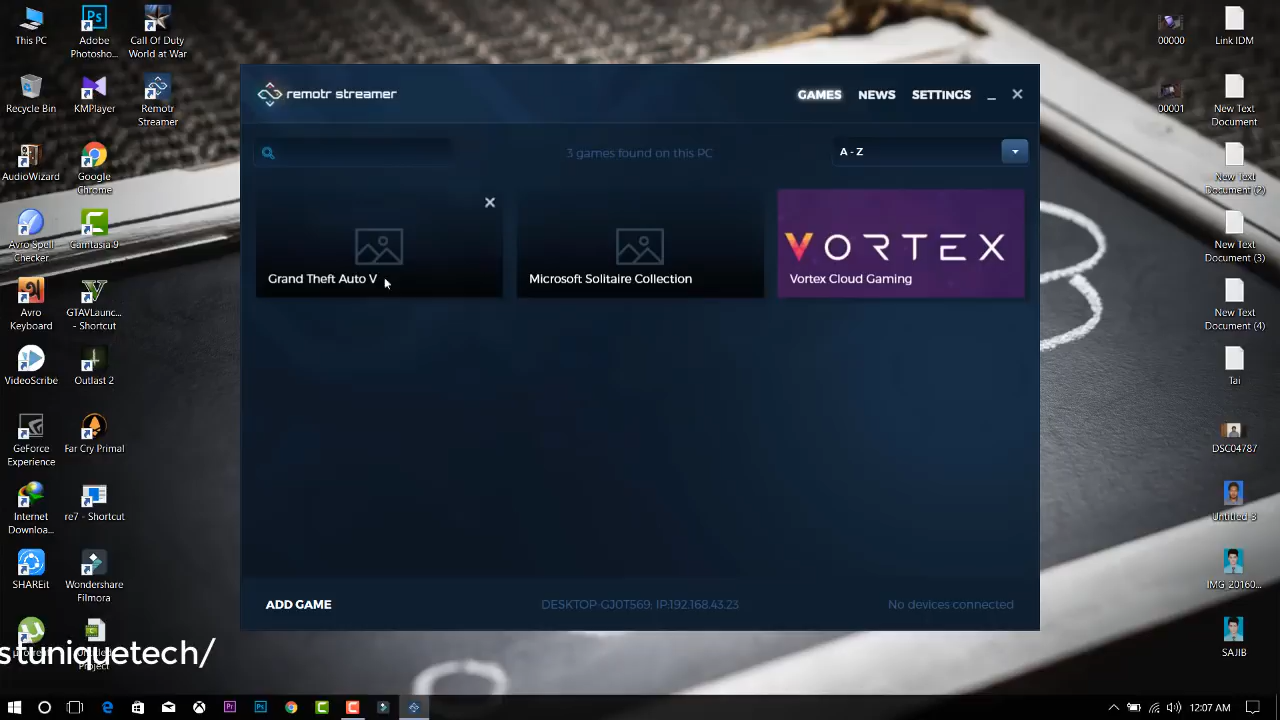 This PC
Adobe
Photosho...
Call Of Duty
World at War
Recycle Bin
KMPlayer
Remotr
Streamer
AudioWizard
Google
Chrome
Avro Spell
Checker
Camtasia 9
Avro
Keyboard
GTAVLaunc...
- Shortcut
VideoScribe
Outlast 2
GeForce
Experience
Far Cry Primal
Internet
Downloa...
re7 - Shortcut
SHAREit
Wondershare
Filmora
Project
stuniquetech/
remotr streamer
GAMES
NEWS
SETTINGS
3 games found on this PC
A - Z
Grand Theft Auto V
Microsoft Solitaire Collection
VORTEX
Vortex Cloud Gaming
ADD GAME
DESKTOP-GJ0T569; IP:192.168.43.23
No devices connected
00000
Link IDM
00001
New Text
Document
New Text
Document (2)
New Text
Document (3)
New Text
Document (4)
Tai
DSC04787
Untitled-3
IMG_20160...
SAJIB
12:07 AM